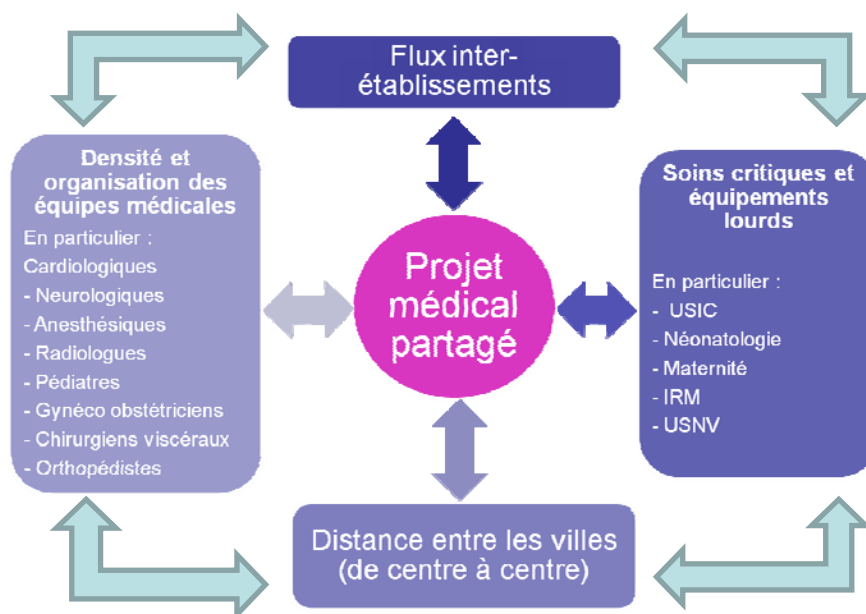 Flux inter-
établissements
Densité et
organisation des
équipes médicales
En particulier :
Cardiologiques
- Neurologiques
- Anesthésiques
- Radiologues
- Pédiatres
- Gynéco obstétriciens
- Chirurgiens viscéraux
- Orthopédistes
Projet
médical
partagé
Soins critiques et
équipements
lourds
En particulier :
- USIC
- Néonatologie
- Maternité
- IRM
- USNV
Distance entre les villes
(de centre à centre)